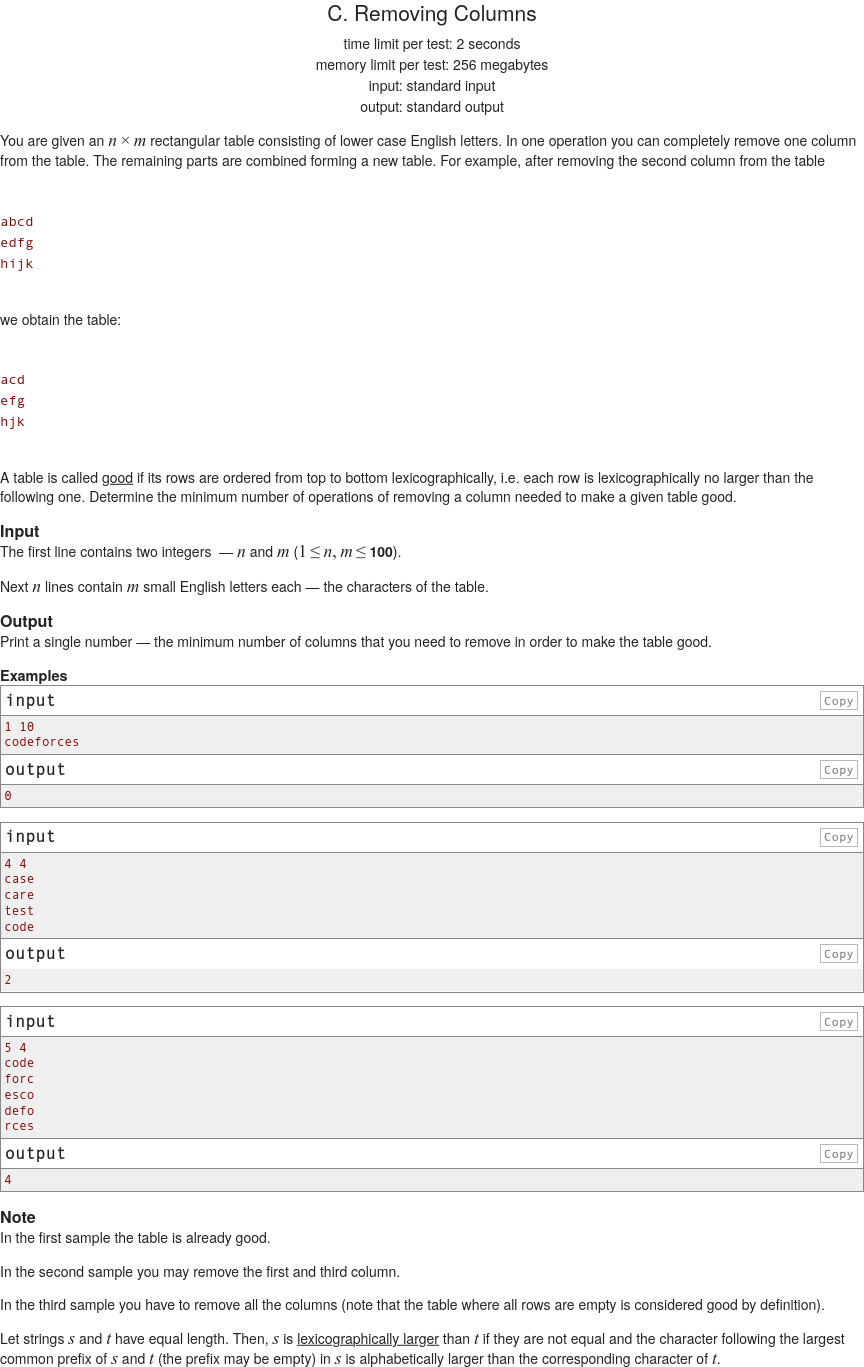 C. Removing Columns
time limit per test: 2 seconds
memory limit per test: 256 megabytes
input: standard input
output: standard output
You are given an n × m rectangular table consisting of lower case English letters. In one operation you can completely remove one column
from the table. The remaining parts are combined forming a new table. For example, after removing the second column from the table
abcd
edfg
hijk
we obtain the table:
acd
efg
hjk
A table is called good if its rows are ordered from top to bottom lexicographically, i.e. each row is lexicographically no larger than the
following one. Determine the minimum number of operations of removing a column needed to make a given table good.
Input
The first line contains two integers — n and m (1 ≤ n, m ≤ 100).
Next n lines contain m small English letters each — the characters of the table.
Output
Print a single number — the minimum number of columns that you need to remove in order to make the table good.
Examples
input Copy
1 10
codeforces
output Copy
0
input Copy
4 4
case
care
test
code
output Copy
2
input Copy
5 4
code
forc
esco
defo
rces
output Copy
4
Note
In the first sample the table is already good.
In the second sample you may remove the first and third column.
In the third sample you have to remove all the columns (note that the table where all rows are empty is considered good by definition).
Let strings s and t have equal length. Then, s is lexicographically larger than t if they are not equal and the character following the largest
common prefix of s and t (the prefix may be empty) in s is alphabetically larger than the corresponding character of t.